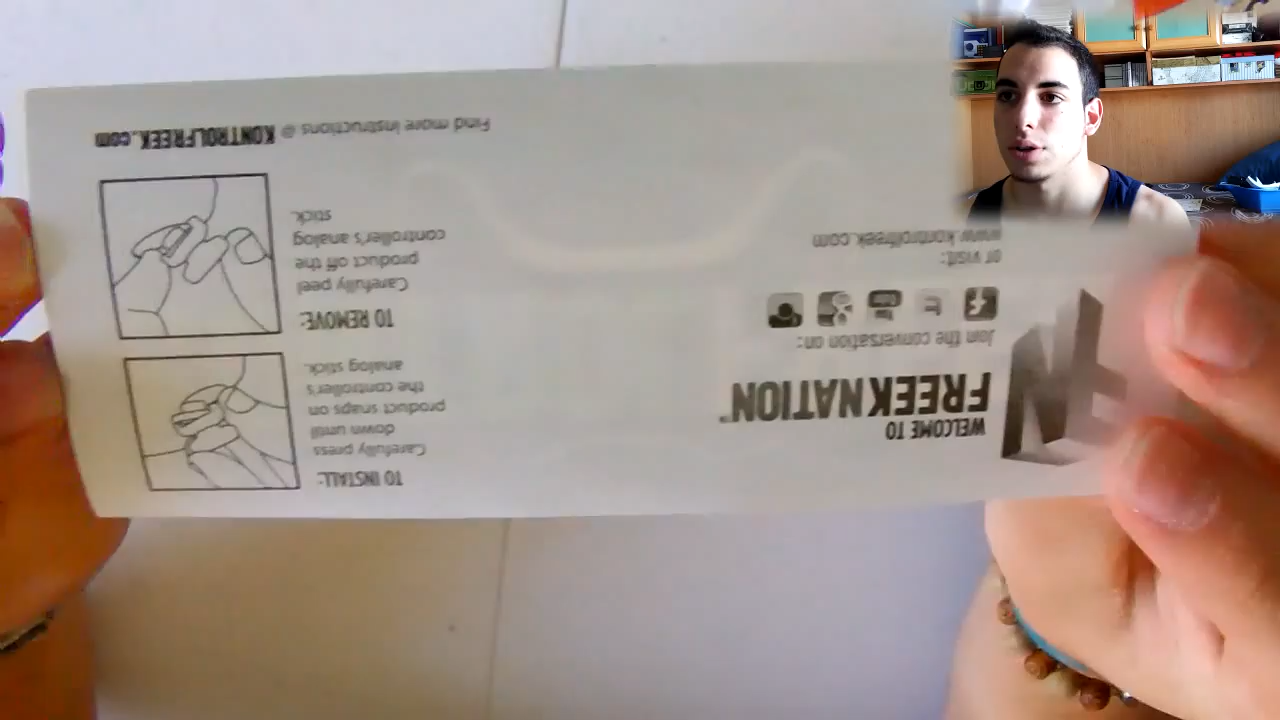 WELCOME TO
FREEKNATION
Join the conversation on:
You
Tube
or visit:
www.kontrolfreek.com
TO INSTALL:
Carefully press
down until
product snaps on
the controller's
analog stick.
TO REMOVE:
Carefully peel
product off the
controller's analog
stick.
Find more instructions @ KONTROLFREEK.com